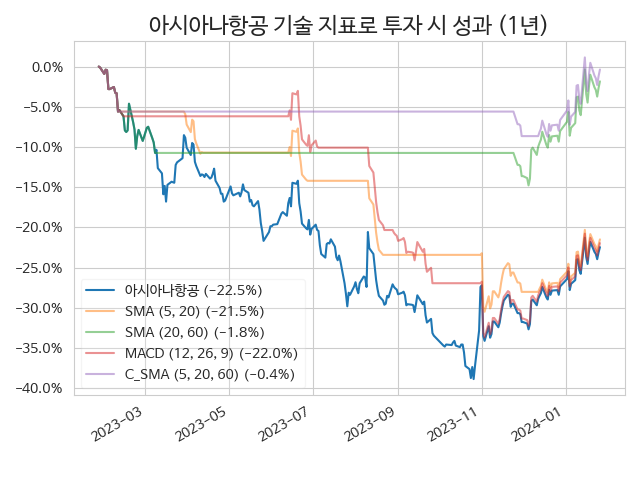 아시아나항공 기술 지표로 투자 시 성과 (1년)
0.0%
−5.0%
−10.0%
−15.0%
−20.0%
−25.0%
−30.0%
−35.0%
−40.0%
아시아나항공 (−22.5%)
SMA (5, 20) (−21.5%)
SMA (20, 60) (−1.8%)
MACD (12, 26, 9) (−22.0%)
C_SMA (5, 20, 60) (−0.4%)
2023−03
2023−05
2023−07
2023−09
2023−11
2024−01